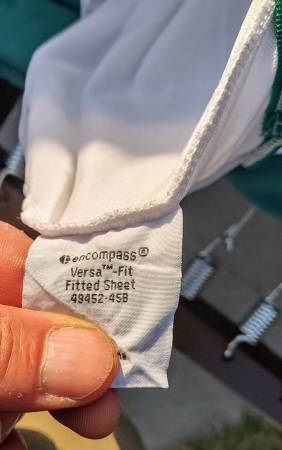 encompass®
Versa™-Fit
Fitted Sheet
49452-45B